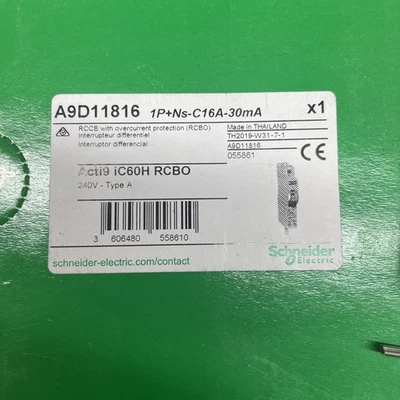 A9D11816 1P+Ns-C16A-30mA x1
RCCB with overcurrent protection (RCBO)
Interrupteur differentiel
Interruptor diferencial
Made in THAILAND
TH2019-W31-7-1
A9D11816
055861
CE
Acti9 iC60H RCBO
240V - Type A
3 606480 558610
schneider-electric.com/contact
Schneider
Electric